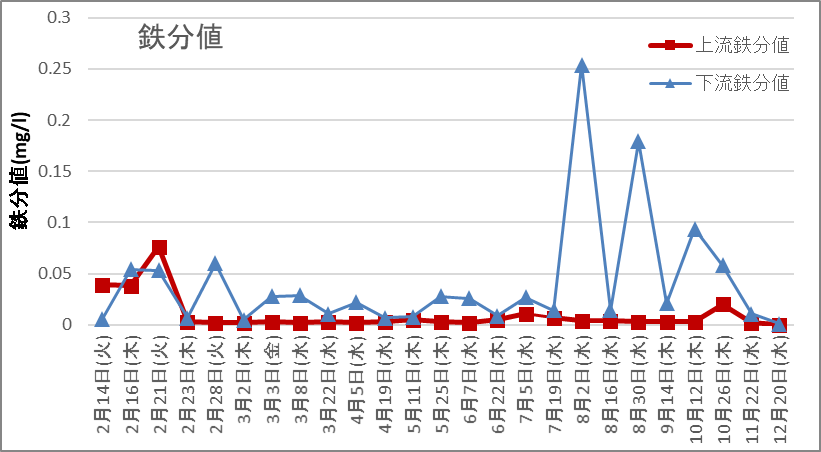 鉄分値
上流鉄分値
下流鉄分値
鉄分値(mg/l)
0.3
0.25
0.2
0.15
0.1
0.05
0
2月14日(火)
2月16日(木)
2月21日(火)
2月23日(木)
2月28日(火)
3月2日(木)
3月3日(金)
3月8日(水)
3月22日(水)
4月5日(水)
4月19日(水)
5月11日(木)
5月25日(木)
6月7日(水)
6月22日(木)
7月5日(水)
7月19日(水)
8月2日(水)
8月16日(水)
8月30日(水)
9月14日(木)
10月12日(木)
10月26日(木)
11月22日(水)
12月20日(水)